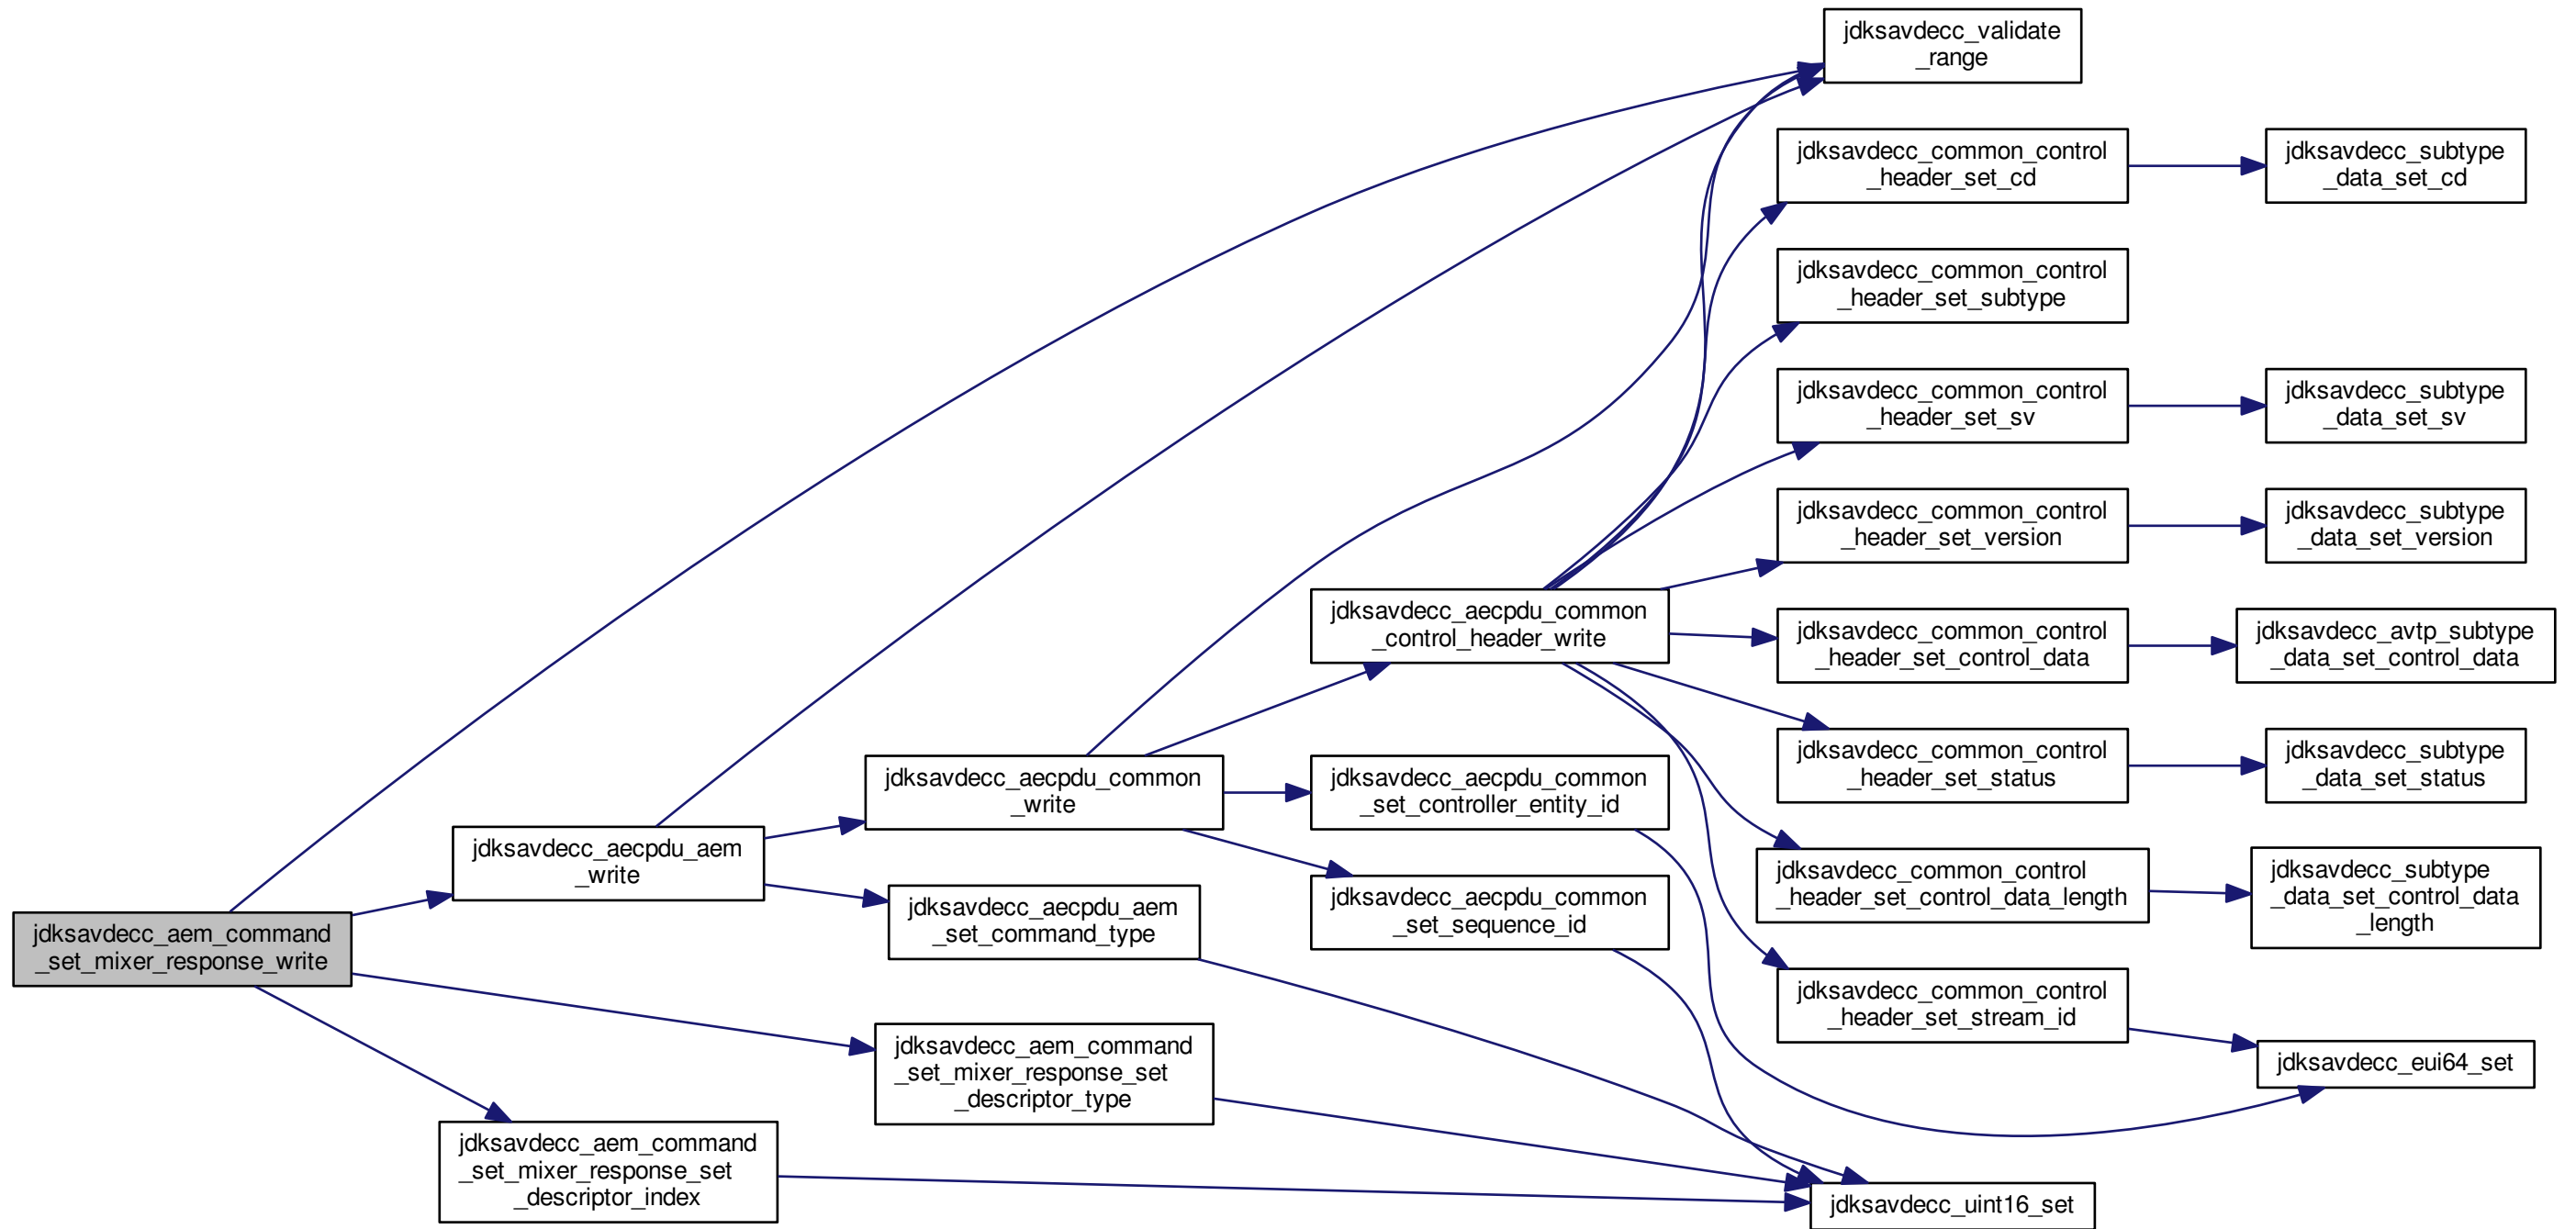 jdksavdecc_aem_command
_set_mixer_response_write
jdksavdecc_aecpdu_aem
_write
jdksavdecc_aem_command
_set_mixer_response_set
_descriptor_index
jdksavdecc_aecpdu_common
_write
jdksavdecc_aecpdu_aem
_set_command_type
jdksavdecc_aem_command
_set_mixer_response_set
_descriptor_type
jdksavdecc_aecpdu_common
_control_header_write
jdksavdecc_aecpdu_common
_set_controller_entity_id
jdksavdecc_aecpdu_common
_set_sequence_id
jdksavdecc_validate
_range
jdksavdecc_common_control
_header_set_cd
jdksavdecc_common_control
_header_set_subtype
jdksavdecc_common_control
_header_set_sv
jdksavdecc_common_control
_header_set_version
jdksavdecc_common_control
_header_set_control_data
jdksavdecc_common_control
_header_set_status
jdksavdecc_common_control
_header_set_control_data_length
jdksavdecc_common_control
_header_set_stream_id
jdksavdecc_uint16_set
jdksavdecc_subtype
_data_set_cd
jdksavdecc_subtype
_data_set_sv
jdksavdecc_subtype
_data_set_version
jdksavdecc_avtp_subtype
_data_set_control_data
jdksavdecc_subtype
_data_set_status
jdksavdecc_subtype
_data_set_control_data
_length
jdksavdecc_eui64_set